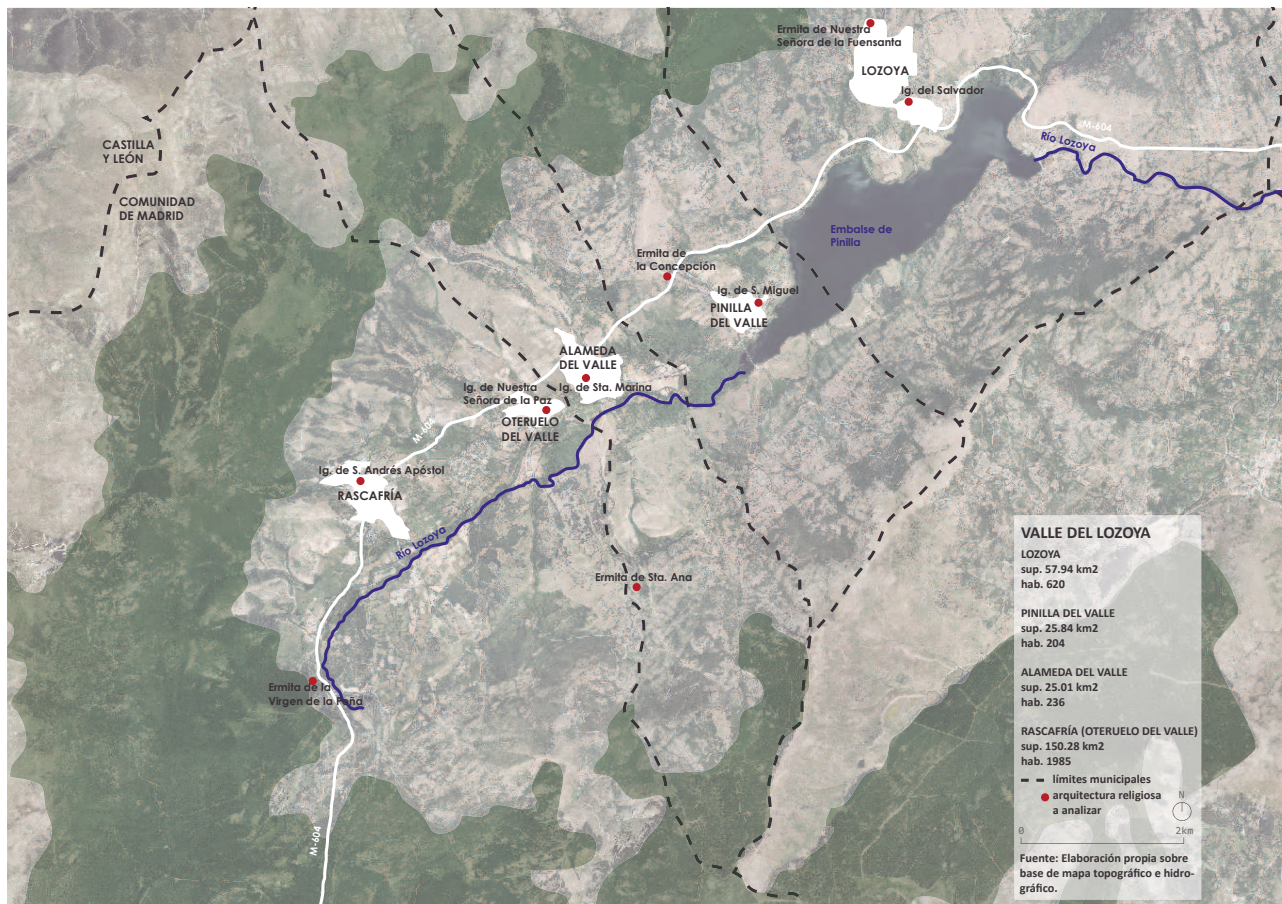 Ermita de Nuestra
Señora de la Fuensanta
LOZOYA
Ig. del Salvador
M-604
Río Lozoya
CASTILLA
Y LEÓN
COMUNIDAD
DE MADRID
Embalse de
Pinilla
Ermita de
la Concepción
Ig. de S. Miguel
PINILLA
DEL VALLE
ALAMEDA
DEL VALLE
Ig. de Nuestra
Señora de la Paz
Ig. de Sta. Marina
OTERUELO
DEL VALLE
M-604
Ig. de S. Andrés Apóstol
RASCAFRÍA
Río Lozoya
Ermita de Sta. Ana
Ermita de la
Virgen de la Peña
M-604
VALLE DEL LOZOYA
LOZOYA
sup. 57.94 km2
hab. 620
PINILLA DEL VALLE
sup. 25.84 km2
hab. 204
ALAMEDA DEL VALLE
sup. 25.01 km2
hab. 236
RASCAFRÍA (OTERUELO DEL VALLE)
sup. 150.28 km2
hab. 1985
límites municipales
arquitectura religiosa
a analizar
N
0 2km
Fuente: Elaboración propia sobre
base de mapa topográfico e hidro-
gráfico.